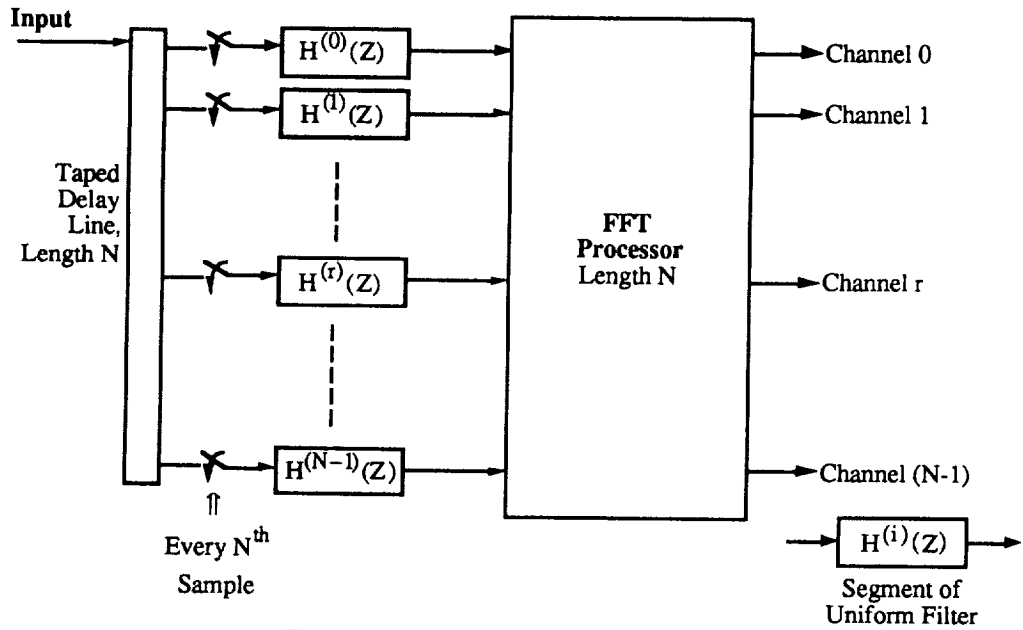 Input
H^(0)(Z)
Channel 0
H^(1)(Z)
Channel 1
Taped
Delay
Line,
Length N
FFT
Processor
Length N
H^(r)(Z)
Channel r
H^(N-1)(Z)
Channel (N-1)
⇑
Every N^th
Sample
H^(i)(Z)
Segment of
Uniform Filter